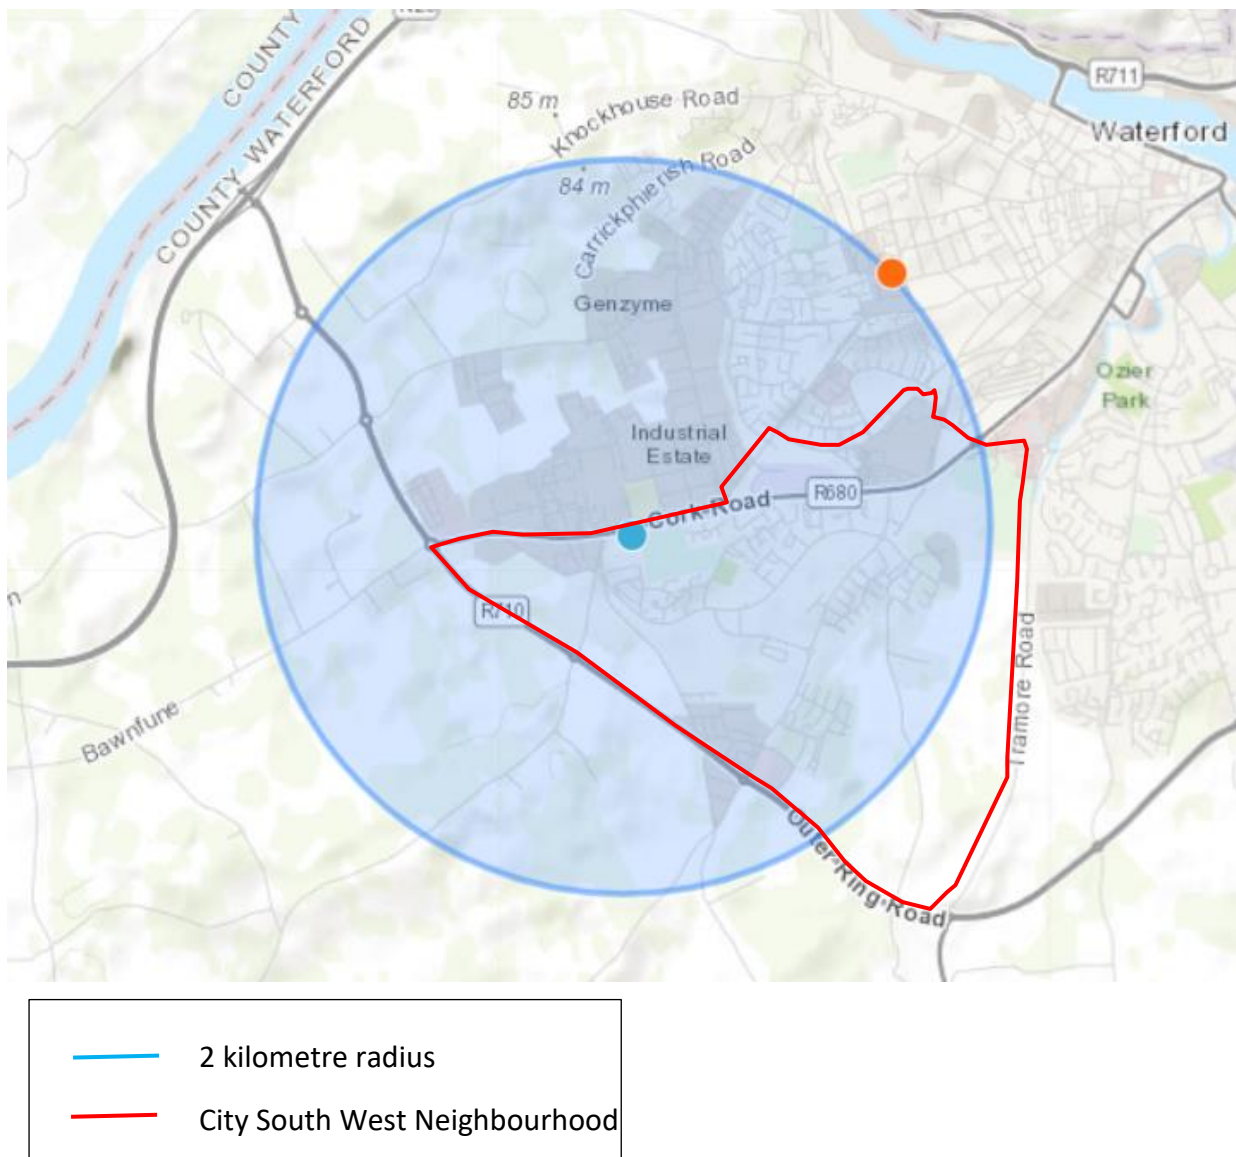 COUNTY
COUNTY WATERFORD
R711
85 m
Knockhouse Road
Waterford
Carrickphierish Road
84 m
Genzyme
Ozier
Park
Industrial
Estate
Cork Road
R680
R710
Tramore Road
Bawnfune
Outer Ring Road
2 kilometre radius
City South West Neighbourhood